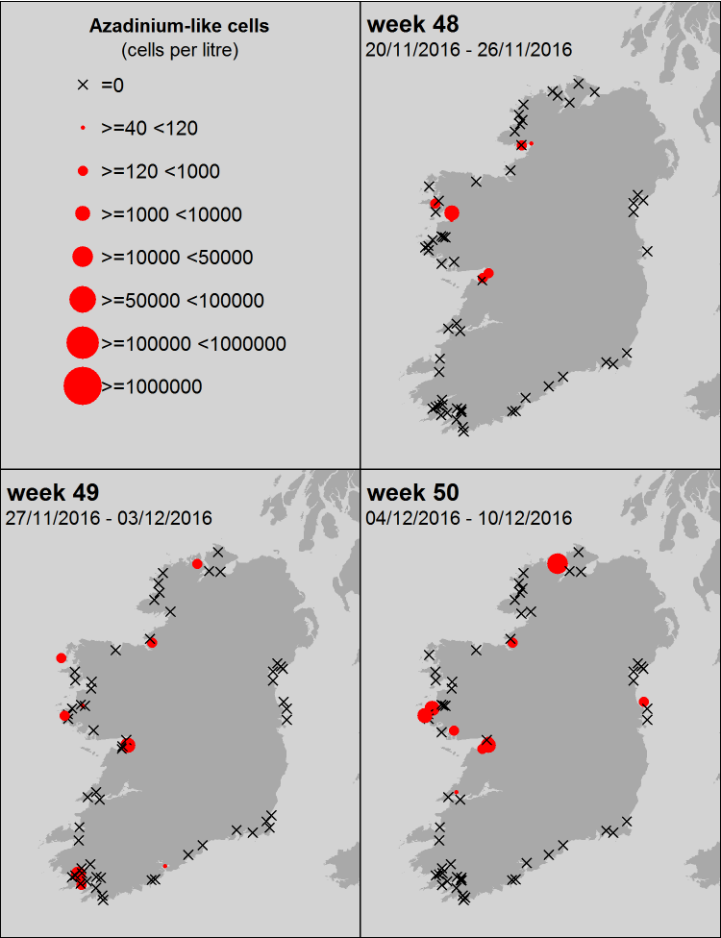 Azadinium-like cells
(cells per litre)
=0
>=40 <120
>=120 <1000
>=1000 <10000
>=10000 <50000
>=50000 <100000
>=100000 <1000000
>=1000000
week 48
20/11/2016 - 26/11/2016
week 49
27/11/2016 - 03/12/2016
week 50
04/12/2016 - 10/12/2016